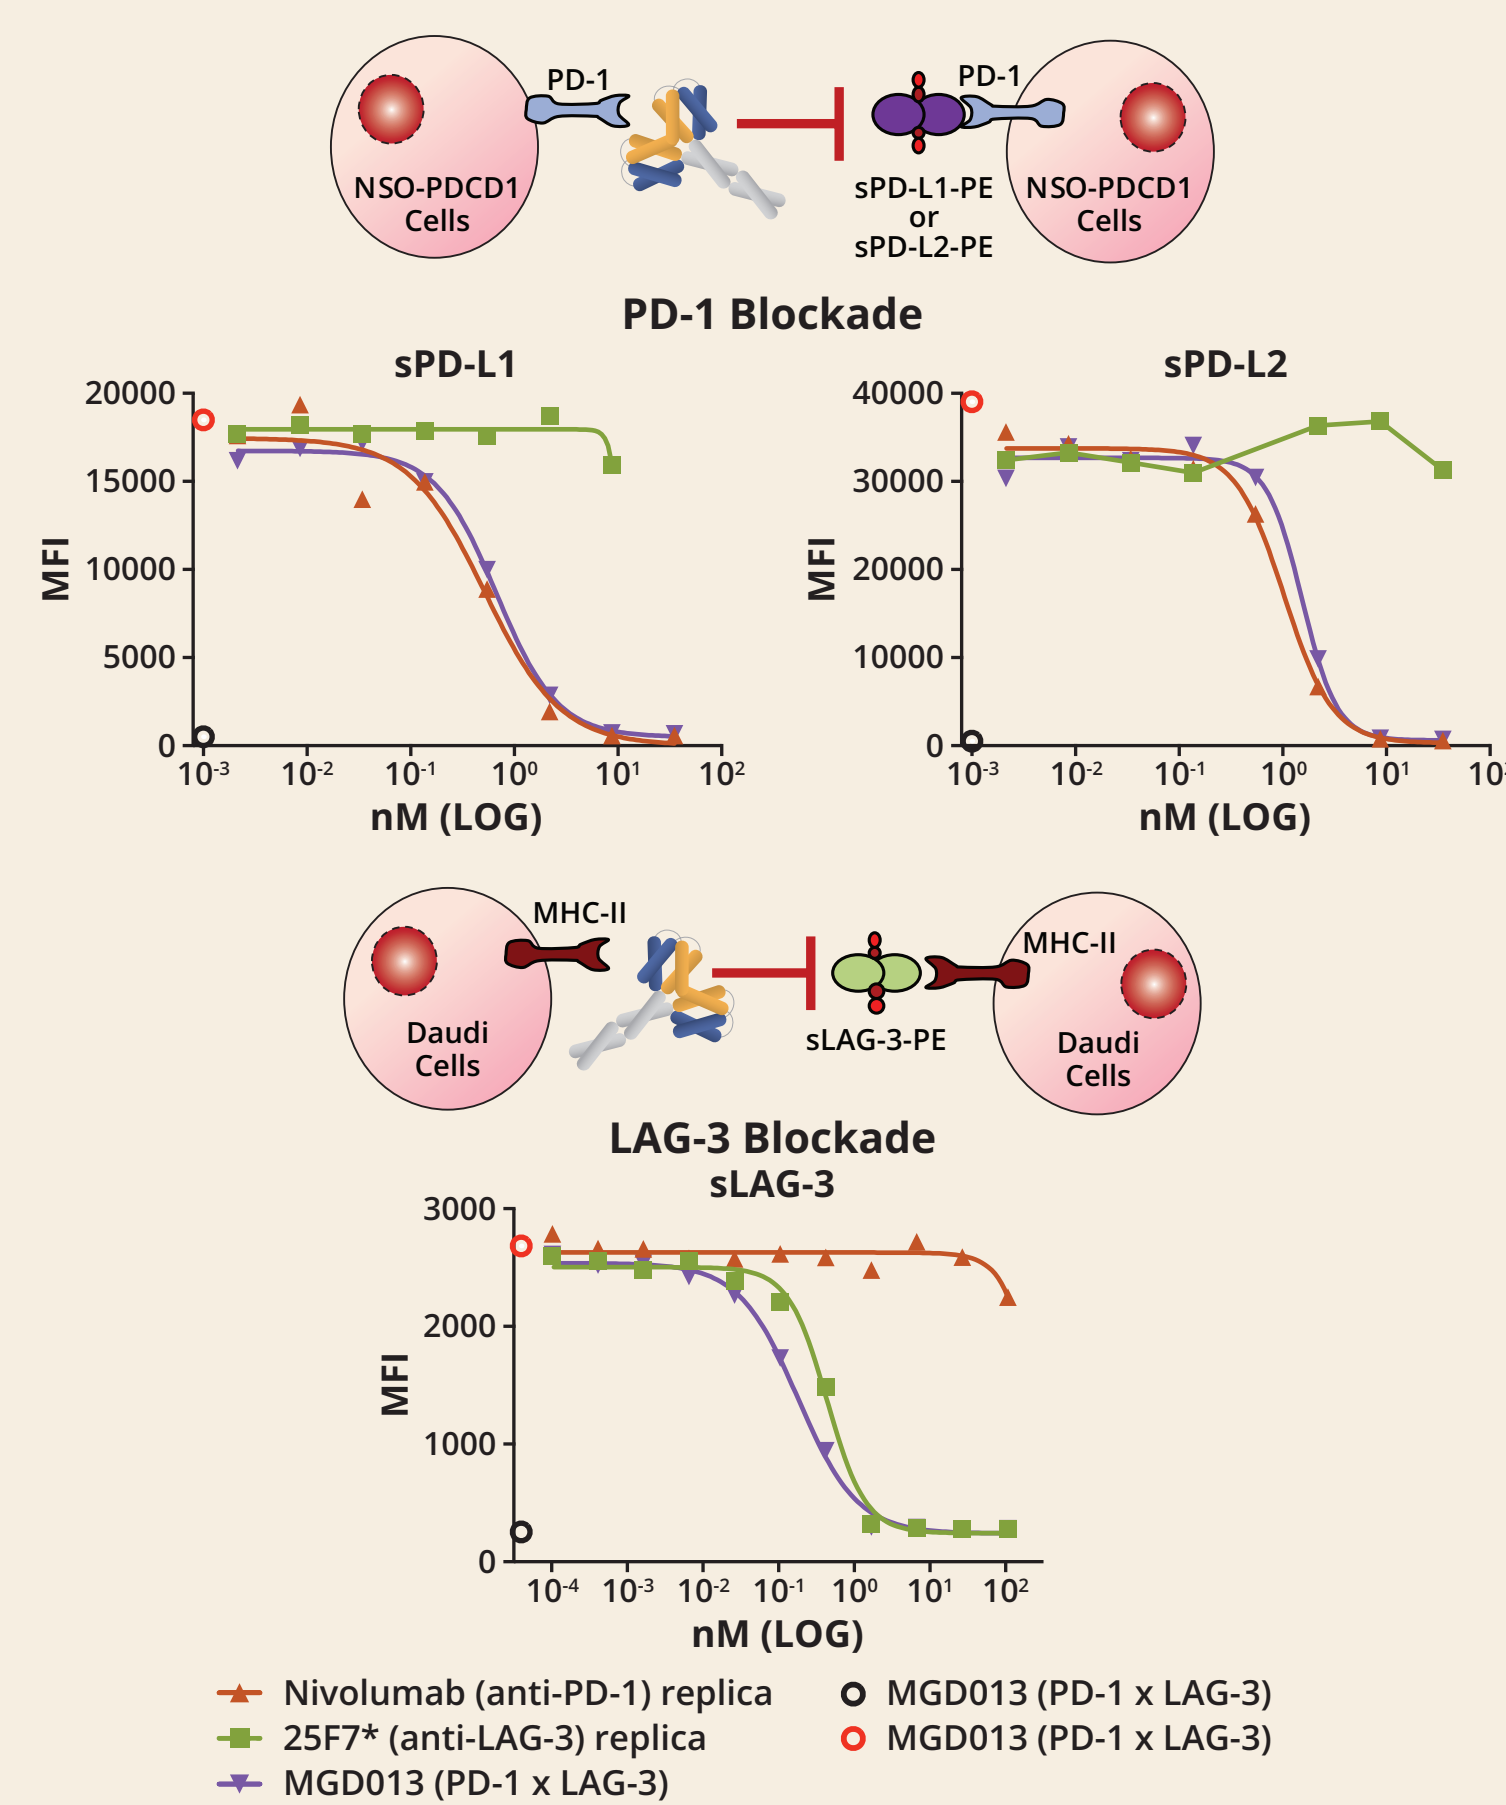 PD-1
PD-1
NSO-PDCD1
Cells
sPD-L1-PE
or
sPD-L2-PE
NSO-PDCD1
Cells
PD-1 Blockade
sPD-L1
20000
15000
10000
5000
0
MFI
10-3 10-2 10-1 100 101 102
nM (LOG)
sPD-L2
40000
30000
20000
10000
0
MFI
10-3 10-2 10-1 100 101
nM (LOG)
MHC-II
MHC-II
Daudi
Cells
sLAG-3-PE
Daudi
Cells
LAG-3 Blockade
sLAG-3
3000
2000
1000
0
MFI
10-4 10-3 10-2 10-1 100 101 102
nM (LOG)
Nivolumab (anti-PD-1) replica
25F7* (anti-LAG-3) replica
MGD013 (PD-1 x LAG-3)
MGD013 (PD-1 x LAG-3)
MGD013 (PD-1 x LAG-3)